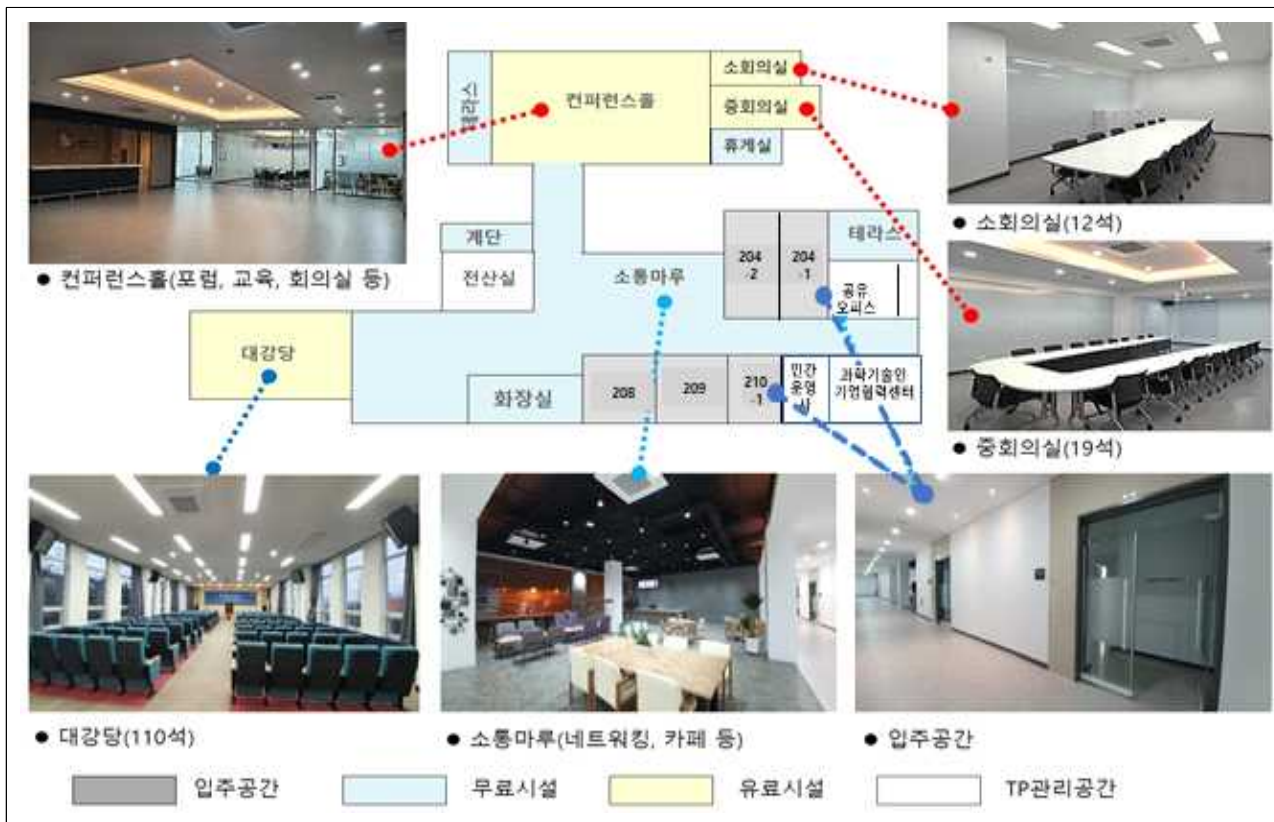 테라스
컨퍼런스홀
소회의실
중회의실
휴게실
● 소회의실(12석)
● 컨퍼런스홀(포럼, 교육, 회의실 등)
계단
전산실
소통마루
204
-2
204
-1
테라스
공유
오피스
대강당
화장실
208
209
210
-1
민간
운영
사
과학기술인
기업협력센터
● 중회의실(19석)
● 대강당(110석)
● 소통마루(네트워킹, 카페 등)
● 입주공간
입주공간
무료시설
유료시설
TP관리공간